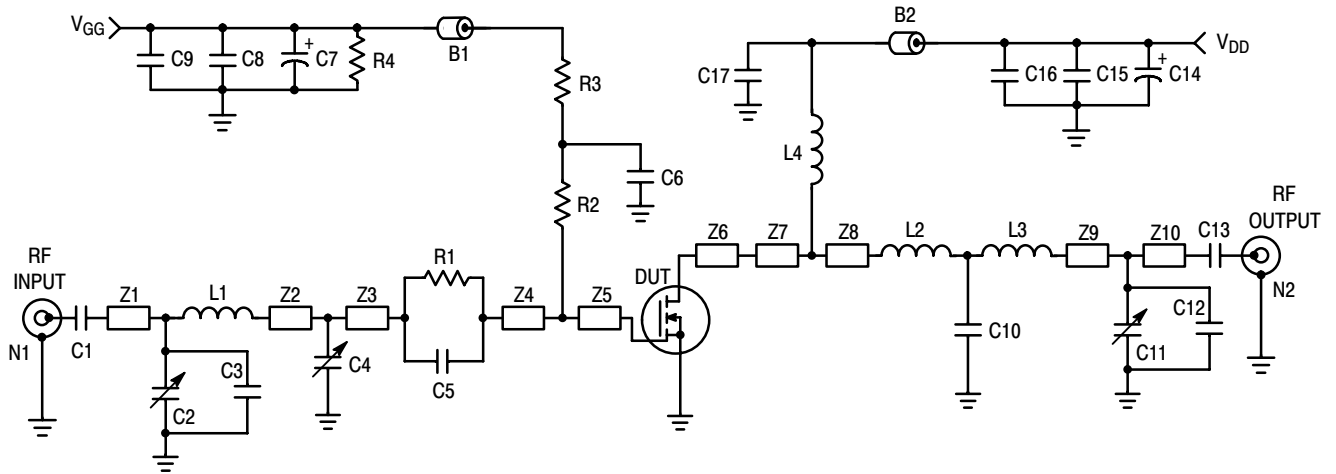 V_GG
C9
C8
+
C7
R4
B1
R3
C6
R2
B2
V_DD
C17
C16
C15
+
C14
L4
RF
INPUT
N1
C1
Z1
L1
Z2
Z3
R1
C5
Z4
Z5
C2
C3
C4
DUT
Z6
Z7
Z8
L2
L3
Z9
Z10
C13
RF
OUTPUT
N2
C10
C11
C12